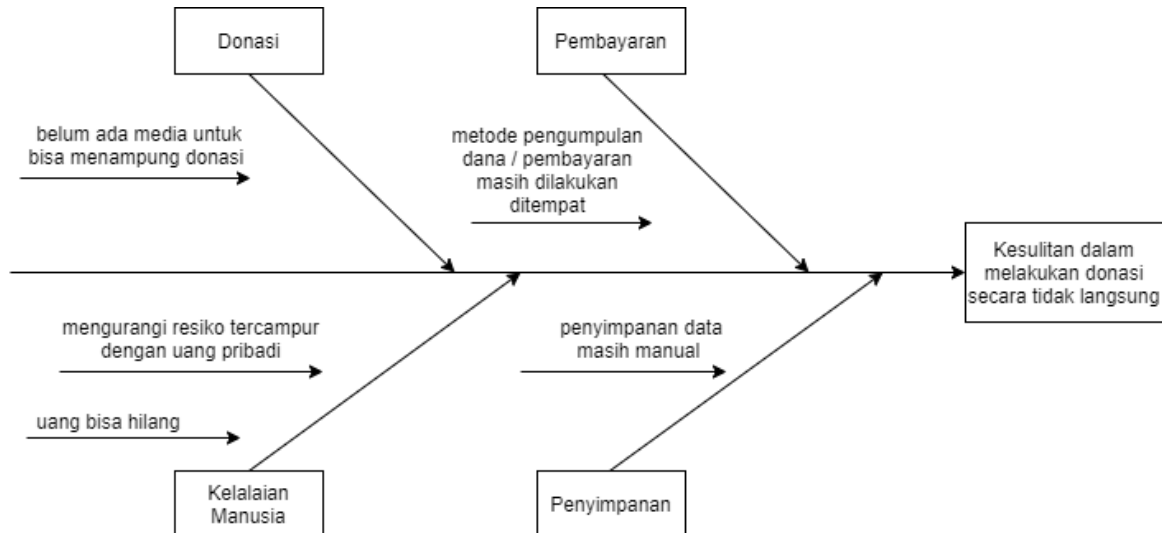 Donasi
Pembayaran
belum ada media untuk
bisa menampung donasi
metode pengumpulan
dana / pembayaran
masih dilakukan
ditempat
Kesulitan dalam
melakukan donasi
secara tidak langsung
mengurangi resiko tercampur
dengan uang pribadi
penyimpanan data
masih manual
uang bisa hilang
Kelalaian
Manusia
Penyimpanan